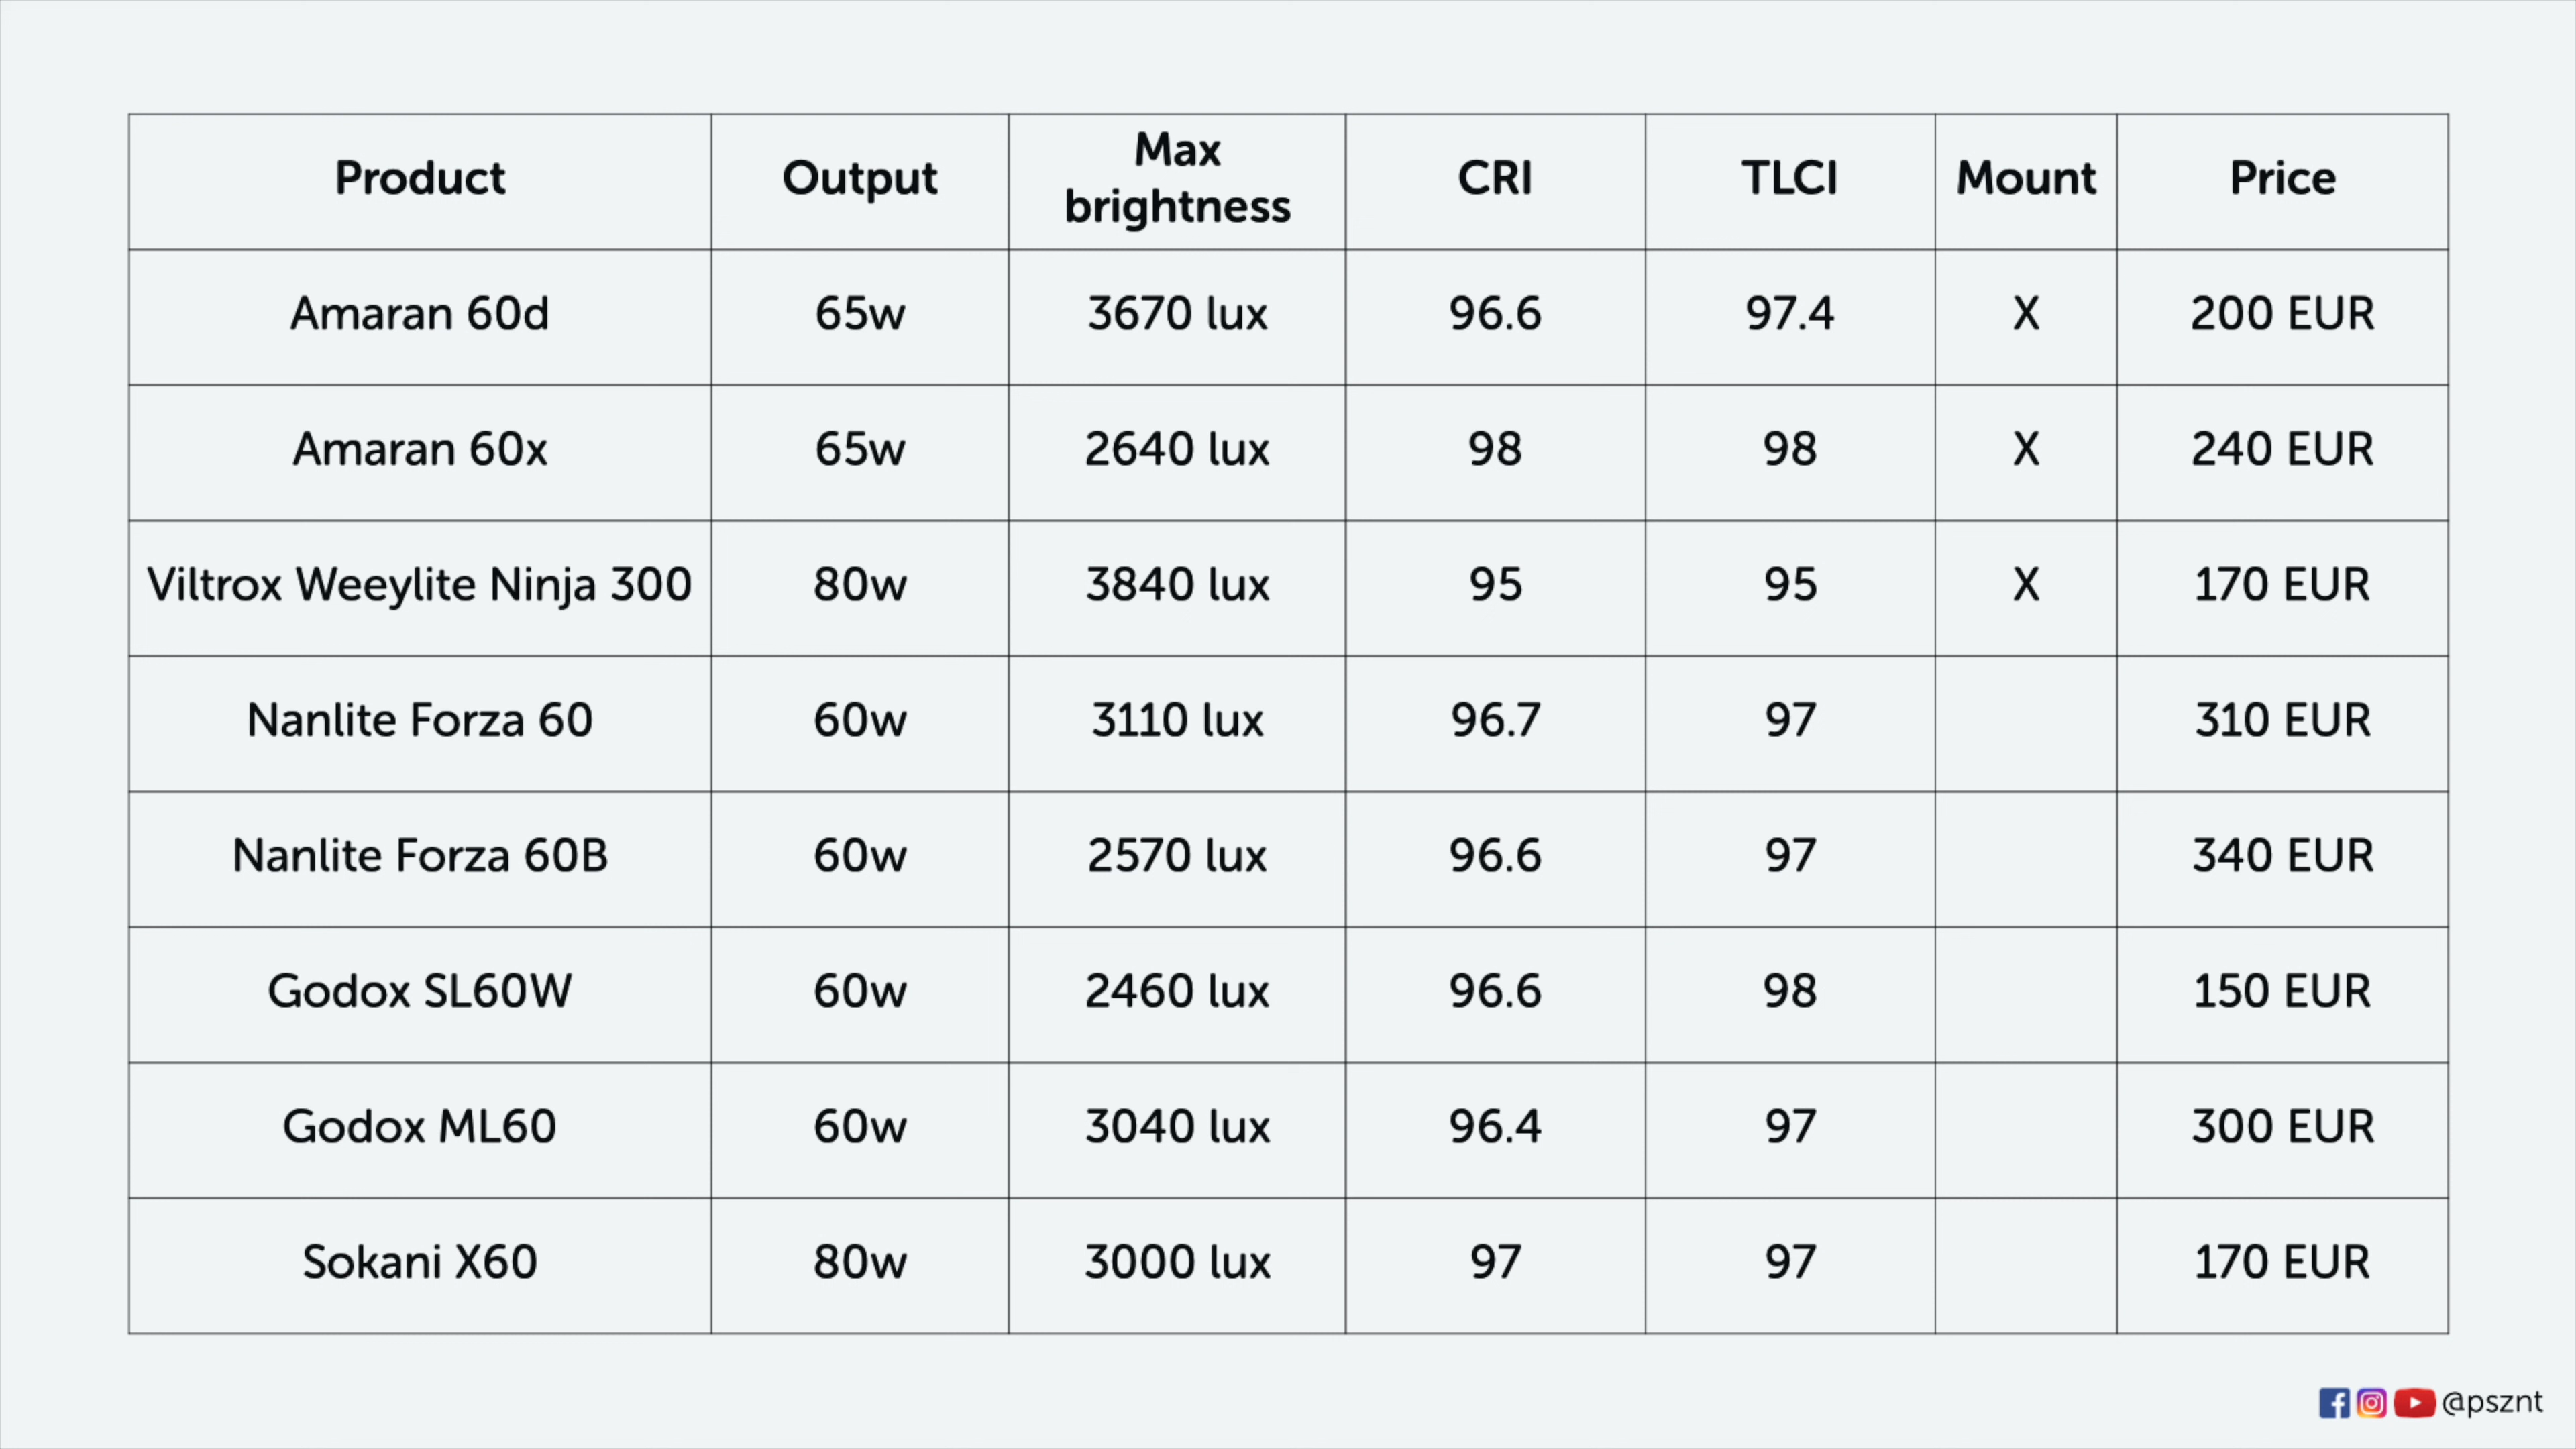 Product Output Max brightness CRI TLCI Mount Price
Amaran 60d 65w 3670 lux 96.6 97.4 X 200 EUR
Amaran 60x 65w 2640 lux 98 98 X 240 EUR
Viltrox Weeylite Ninja 300 80w 3840 lux 95 95 X 170 EUR
Nanlite Forza 60 60w 3110 lux 96.7 97 310 EUR
Nanlite Forza 60B 60w 2570 lux 96.6 97 340 EUR
Godox SL60W 60w 2460 lux 96.6 98 150 EUR
Godox ML60 60w 3040 lux 96.4 97 300 EUR
Sokani X60 80w 3000 lux 97 97 170 EUR
@psznt